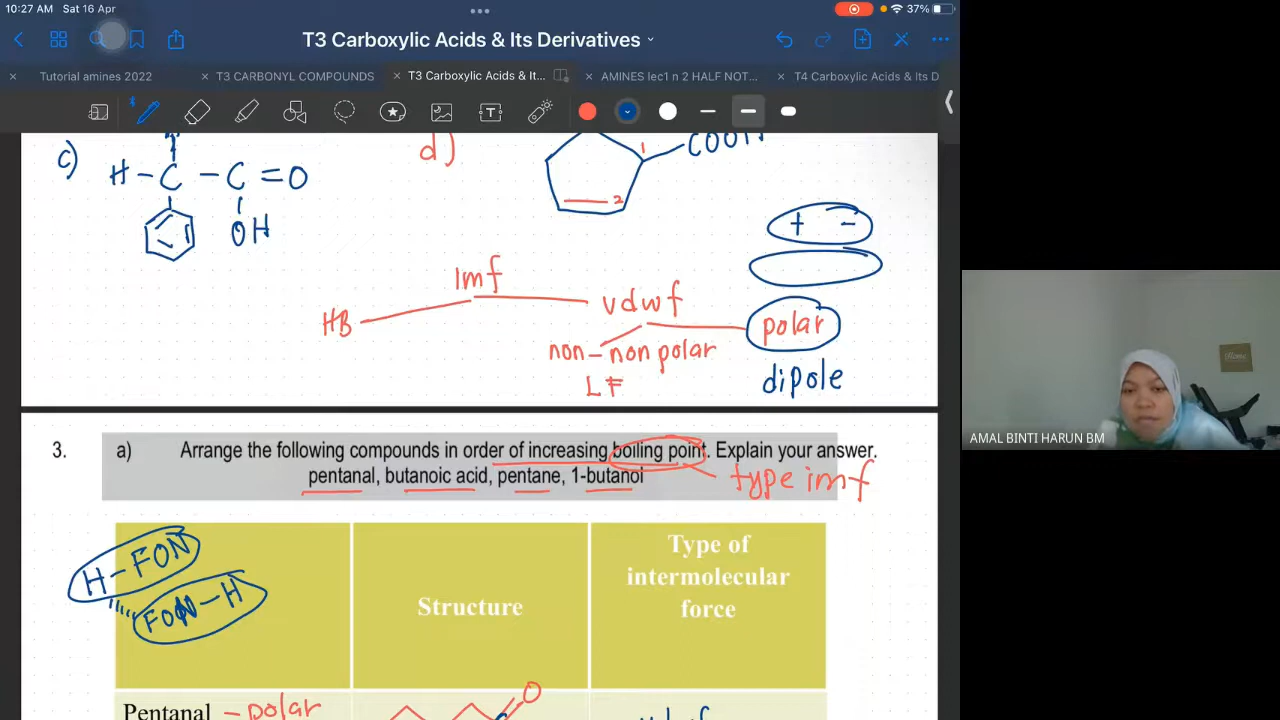 10:27 AM Sat 16 Apr
37%
T3 Carboxylic Acids & Its Derivatives
Tutorial amines 2022
T3 CARBONYL COMPOUNDS
T3 Carboxylic Acids & It...
AMINES lec1 n 2 HALF NOT...
T4 Carboxylic Acids & Its D
c)
H - C - C = O
OH
d)
1
COOH
2
+ -
Imf
HB
vdwf
polar
non - non polar
LF
dipole
3. a) Arrange the following compounds in order of increasing boiling point. Explain your answer.
pentanal, butanoic acid, pentane, 1-butanol
type imf
H - FON
FON - H
Structure
Type of
intermolecular
force
Pentanal - polar
O
AMAL BINTI HARUN BM